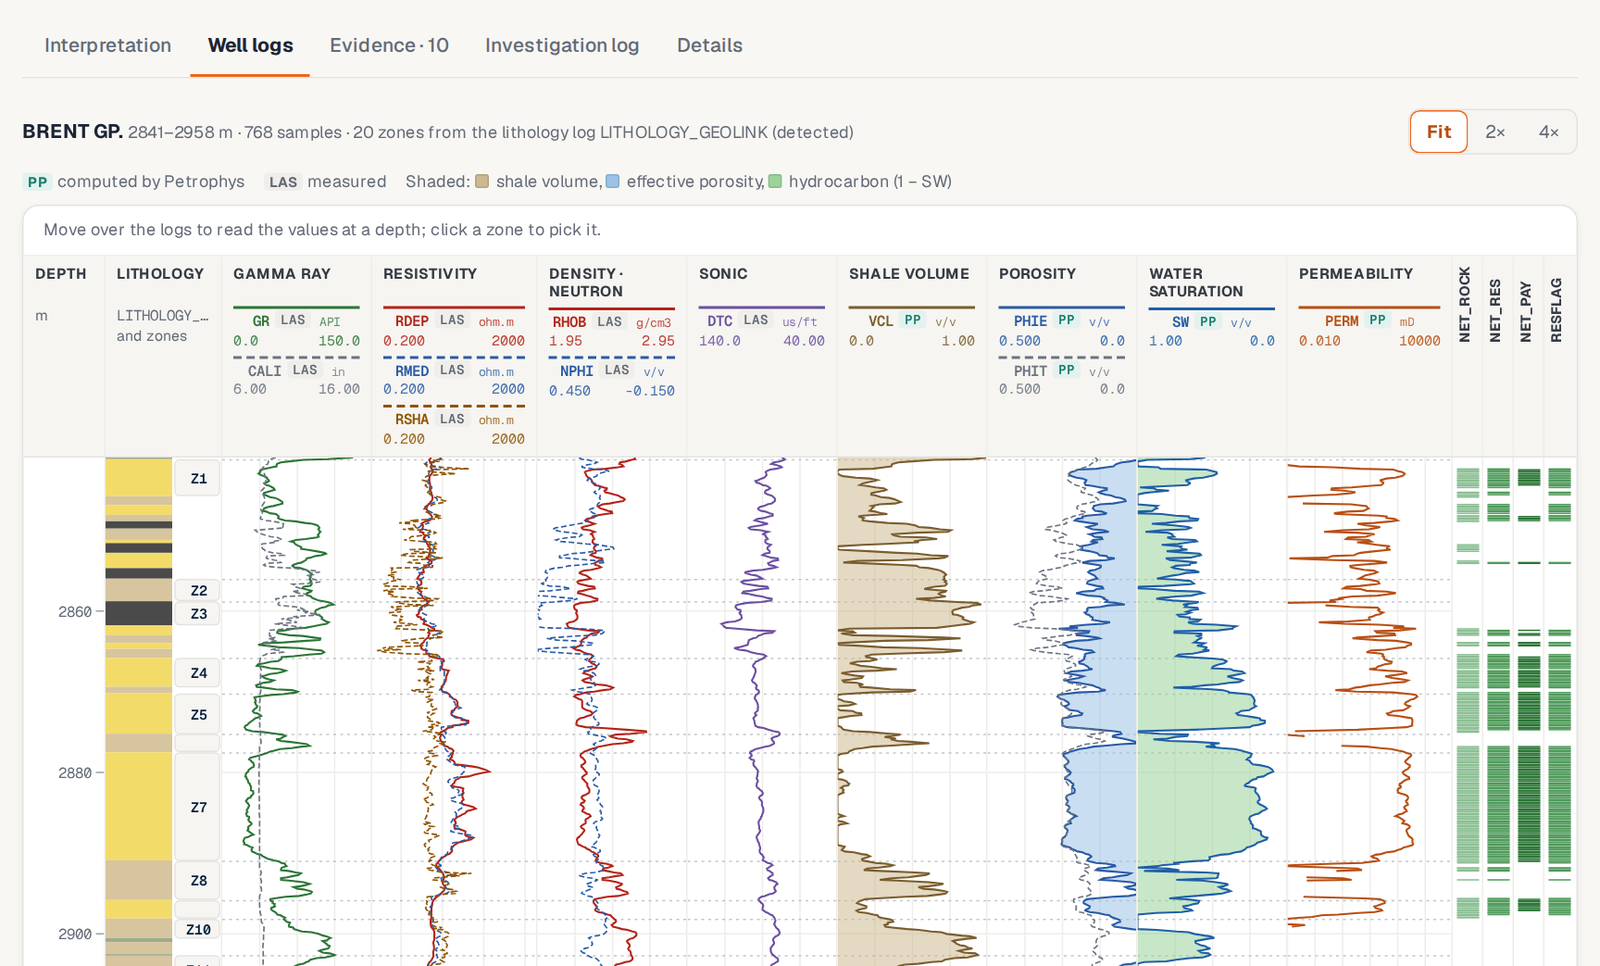 Interpretation Well logs Evidence · 10 Investigation log Details
BRENT GP. 2841–2958 m · 768 samples · 20 zones from the lithology log LITHOLOGY_GEOLINK (detected)
Fit 2× 4×
PP computed by Petrophys LAS measured Shaded: shale volume, effective porosity, hydrocarbon (1 – SW)
Move over the logs to read the values at a depth; click a zone to pick it.
DEPTH
m
LITHOLOGY
LITHOLOGY_…
and zones
GAMMA RAY
GR LAS API
0.0 150.0
CALI LAS in
6.00 16.00
RESISTIVITY
RDEP LAS ohm.m
0.200 2000
RMED LAS ohm.m
0.200 2000
RSHA LAS ohm.m
0.200 2000
DENSITY ·
NEUTRON
RHOB LAS g/cm3
1.95 2.95
NPHI LAS v/v
0.450 -0.150
SONIC
DTC LAS us/ft
140.0 40.00
SHALE VOLUME
VCL PP v/v
0.0 1.00
POROSITY
PHIE PP v/v
0.500 0.0
PHIT PP v/v
0.500 0.0
WATER
SATURATION
SW PP v/v
1.00 0.0
PERMEABILITY
PERM PP mD
0.010 10000
NET_ROCK
NET_RES
NET_PAY
RESFLAG
Z1
Z2
2860
Z3
Z4
Z5
2880
Z7
Z8
Z10
2900